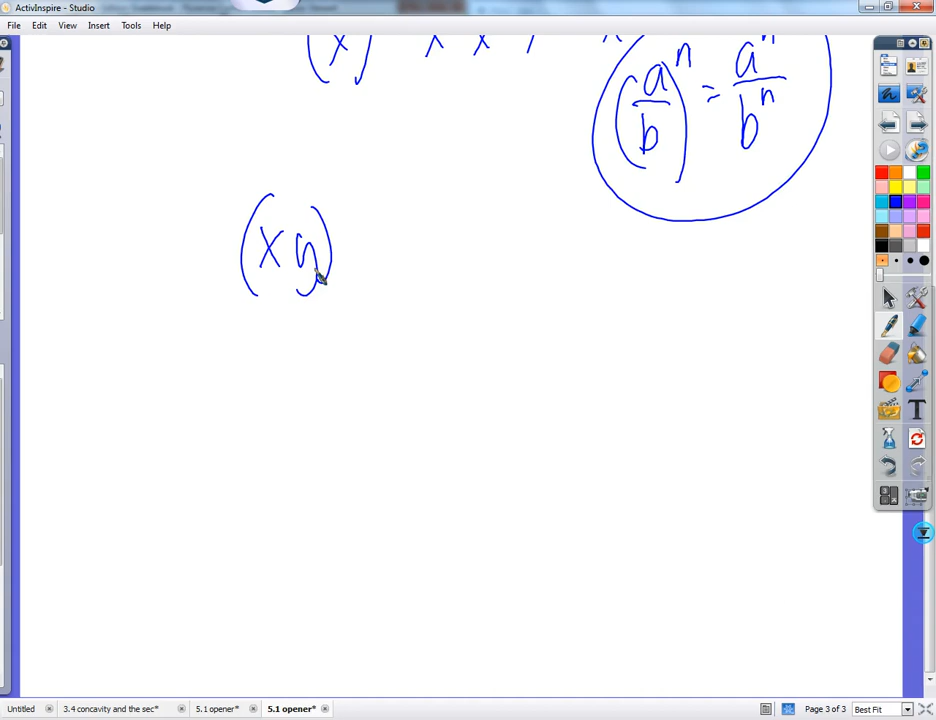 ActivInspire - Studio
File Edit View Insert Tools Help
(a/b)^n = a^n/b^n
(xy)
Untitled 3.4 concavity and the sec* 5.1 opener* 5.1 opener* Page 3 of 3 Best Fit